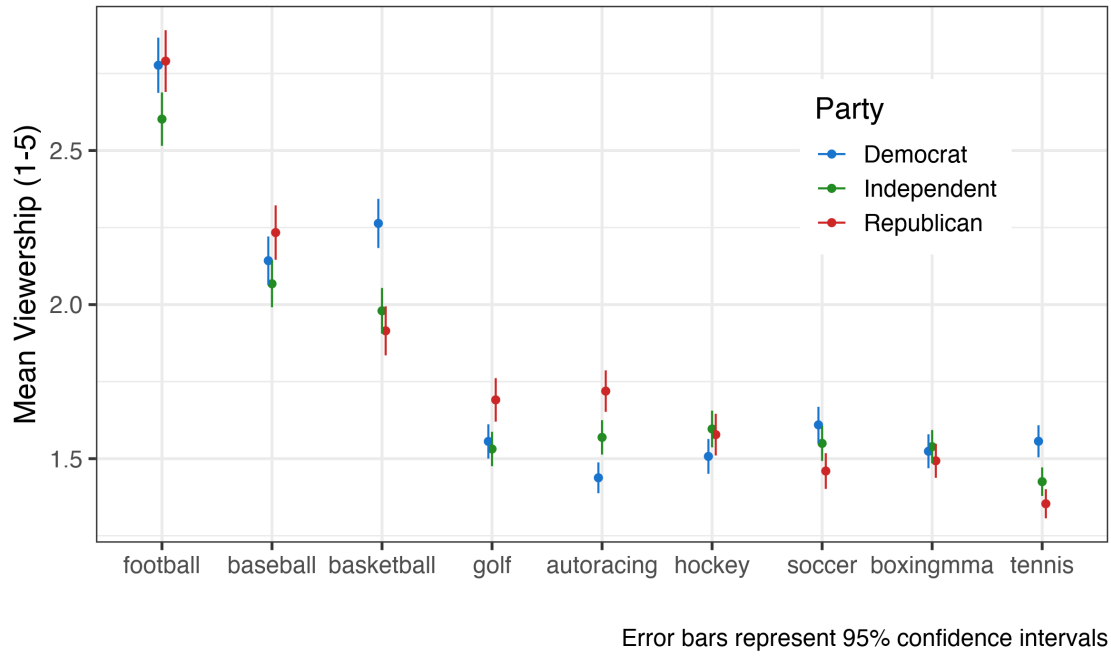 Mean Viewership (1-5)
2.5
2.0
1.5
Party
Democrat
Independent
Republican
football baseball basketball golf autoracing hockey soccer boxingmma tennis
Error bars represent 95% confidence intervals